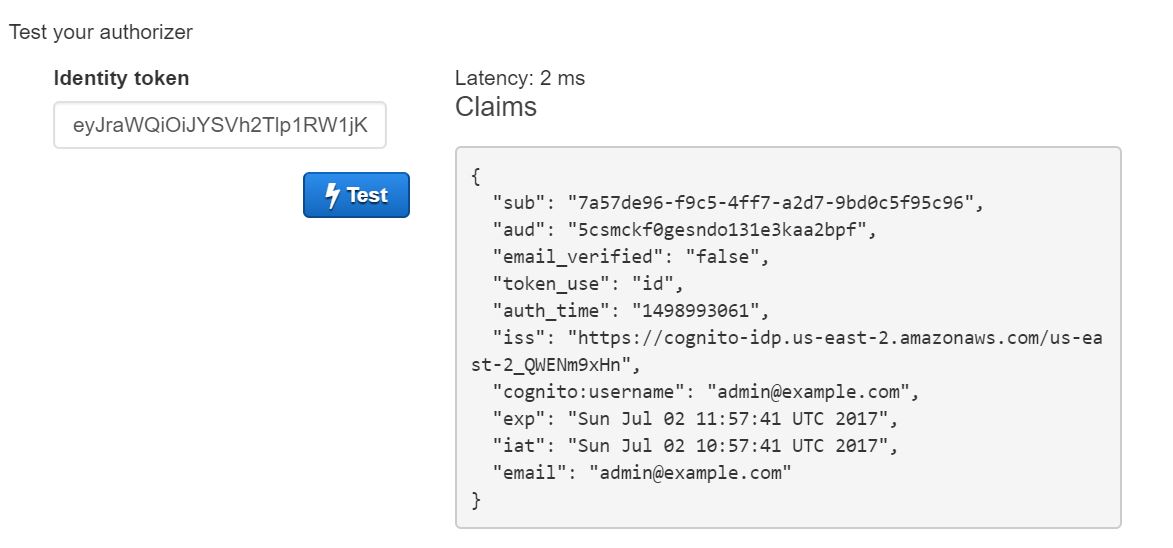 Test your authorizer
Identity token
eyJraWQiOiJYSVh2Tlp1RW1jK
Test
Latency: 2 ms
Claims
{
"sub": "7a57de96-f9c5-4ff7-a2d7-9bd0c5f95c96",
"aud": "5csmckf0gesndo131e3kaa2bpf",
"email_verified": "false",
"token_use": "id",
"auth_time": "1498993061",
"iss": "https://cognito-idp.us-east-2.amazonaws.com/us-ea
st-2_QWENm9xHn",
"cognito:username": "admin@example.com",
"exp": "Sun Jul 02 11:57:41 UTC 2017",
"iat": "Sun Jul 02 10:57:41 UTC 2017",
"email": "admin@example.com"
}